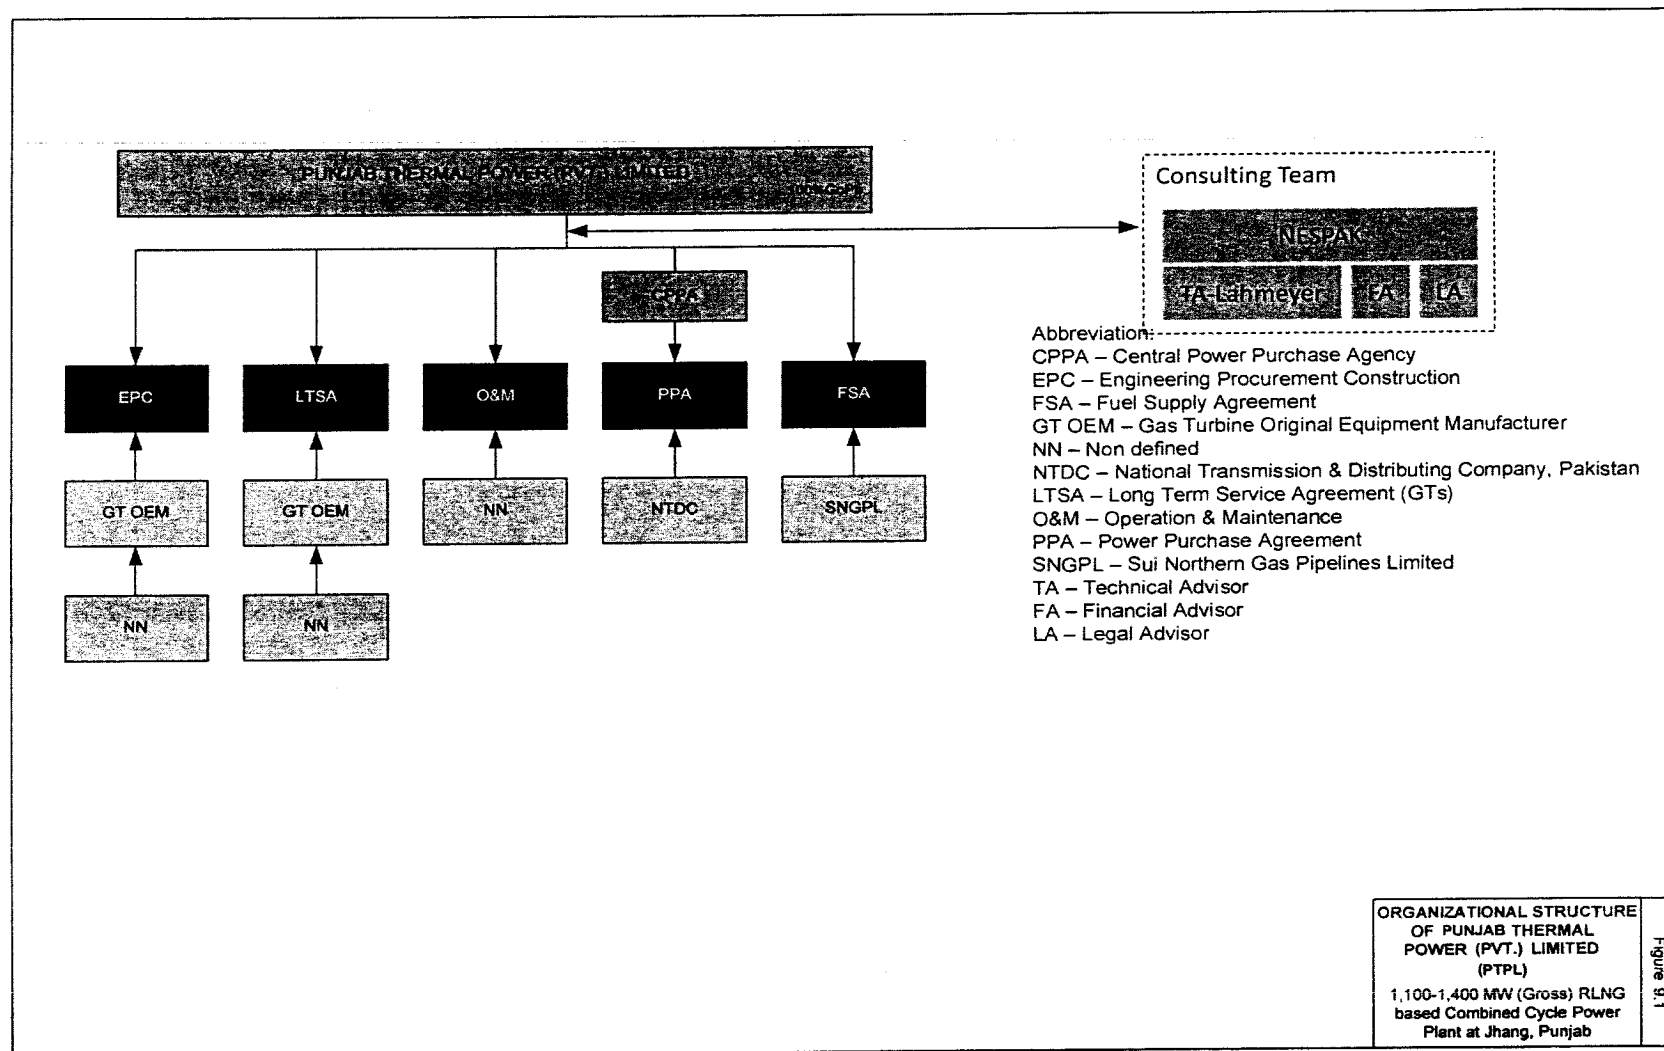 PUNJAB THERMAL POWER (PVT.) LIMITED
Consulting Team
NESPAK
TA-Lahmeyer FA LA
CPPA
EPC LTSA O&M PPA FSA
GT OEM GT OEM NN NTDC SNGPL
NN NN
Abbreviation:
CPPA – Central Power Purchase Agency
EPC – Engineering Procurement Construction
FSA – Fuel Supply Agreement
GT OEM – Gas Turbine Original Equipment Manufacturer
NN – Non defined
NTDC – National Transmission & Distributing Company, Pakistan
LTSA – Long Term Service Agreement (GTs)
O&M – Operation & Maintenance
PPA – Power Purchase Agreement
SNGPL – Sui Northern Gas Pipelines Limited
TA – Technical Advisor
FA – Financial Advisor
LA – Legal Advisor
ORGANIZATIONAL STRUCTURE
OF PUNJAB THERMAL
POWER (PVT.) LIMITED
(PTPL)
1,100-1,400 MW (Gross) RLNG
based Combined Cycle Power
Plant at Jhang, Punjab
Figure 9.1